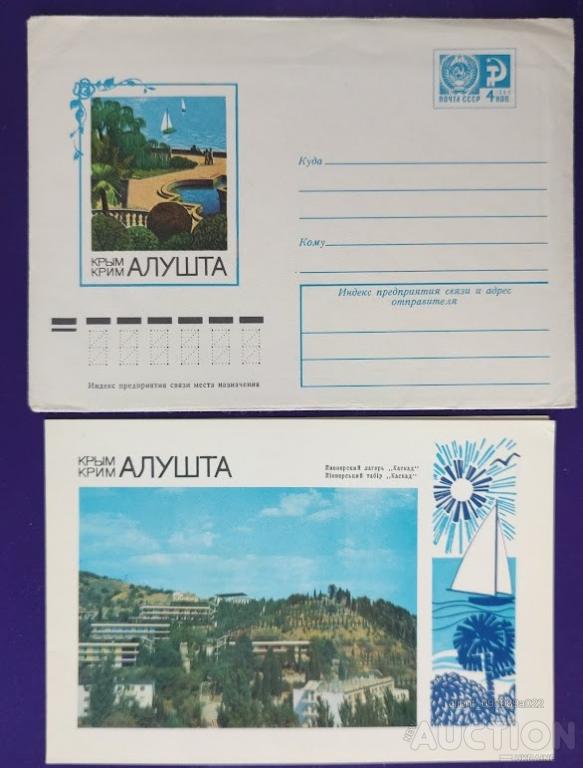 ПОЧТА СССР
4 КОП
Куда
Кому
КРЫМ
КРИМ АЛУШТА
Индекс предприятия связи и адрес
отправителя
Индекс предприятия связи места назначения
КРЫМ
КРИМ АЛУШТА
Пионерский лагерь „Каскад"
Піонерський табір „Каскад"
AUCTION
UKRAINE